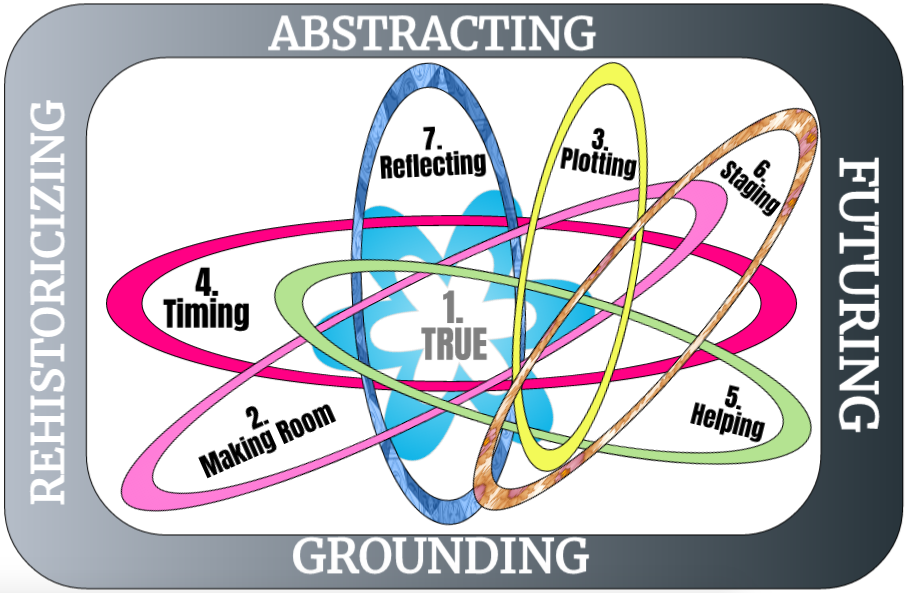 ABSTRACTING
REHISTORICIZING
7.
Reflecting
3.
Plotting
6.
Staging
4.
Timing
1.
TRUE
2.
Making Room
5.
Helping
FUTURING
GROUNDING